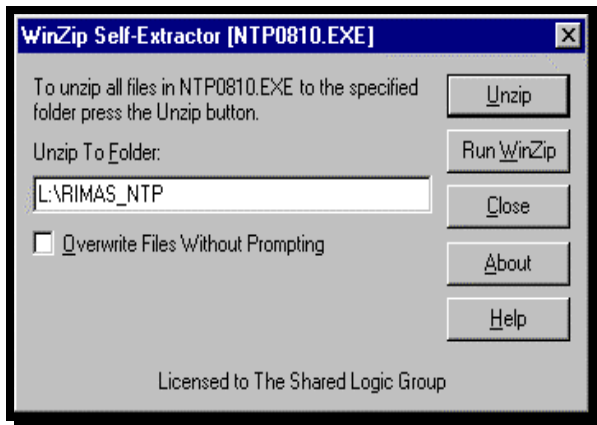 WinZip Self-Extractor [NTP0810.EXE]
To unzip all files in NTP0810.EXE to the specified
folder press the Unzip button.
Unzip To Folder:
L:\RIMAS_NTP
Overwrite Files Without Prompting
Unzip
Run WinZip
Close
About
Help
Licensed to The Shared Logic Group